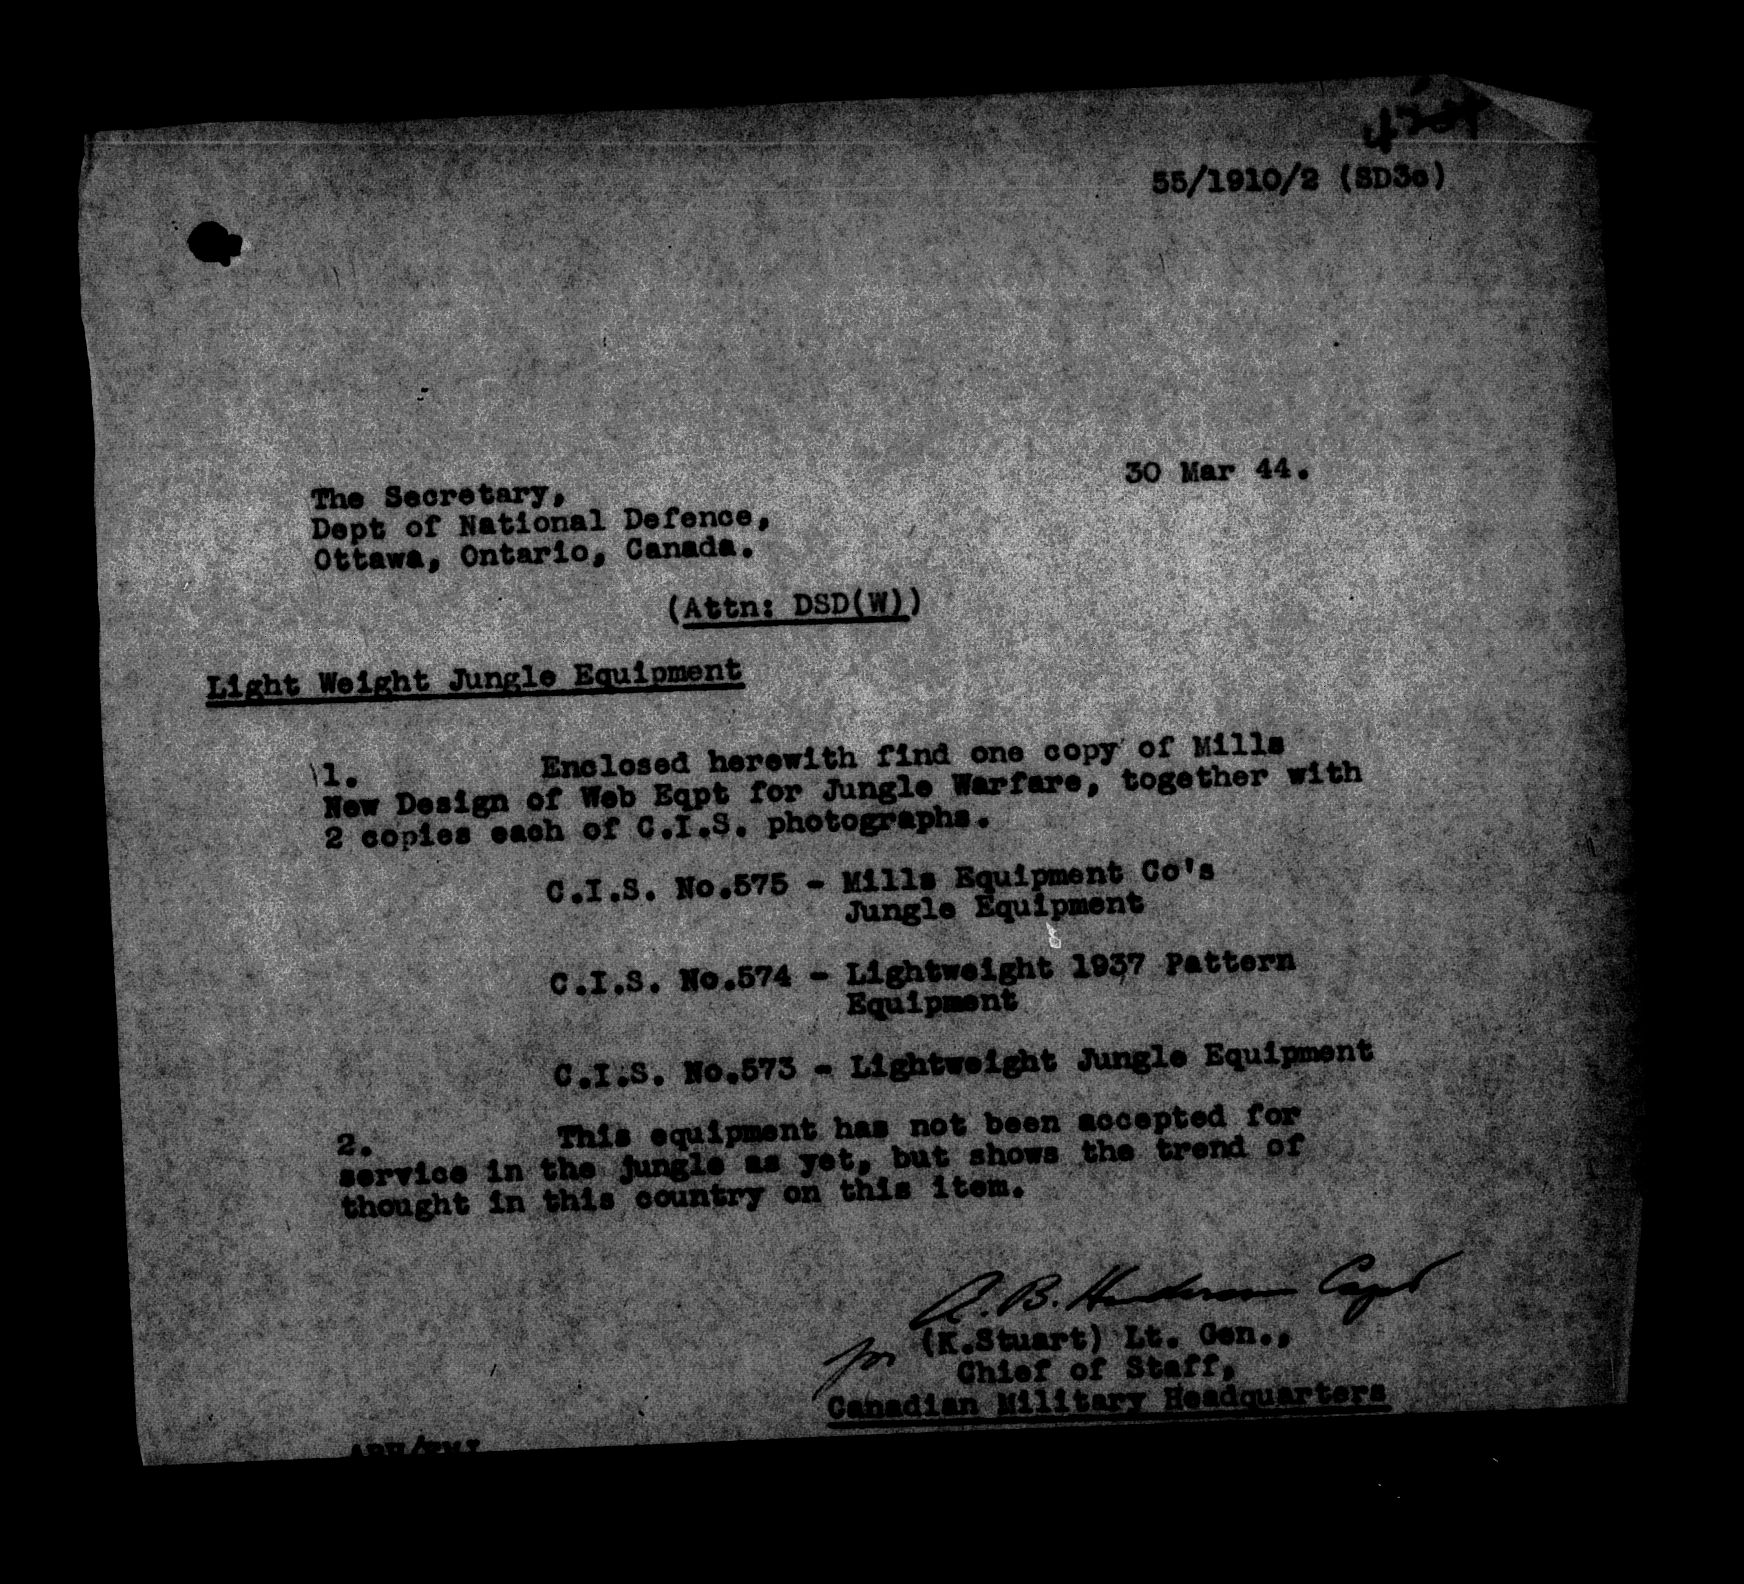 55/1910/2 (SD3c)
30 Mar 44.
The Secretary,
Dept of National Defence,
Ottawa, Ontario, Canada.
(Attn: DSD(W))
Light Weight Jungle Equipment
1. Enclosed herewith find one copy of Mills
New Design of Web Eqpt for Jungle Warfare, together with
2 copies each of C.I.S. photographs.
C.I.S. No.575 - Mills Equipment Co's
Jungle Equipment
C.I.S. No.574 - Lightweight 1937 Pattern
Equipment
C.I.S. No.573 - Lightweight Jungle Equipment
2. This equipment has not been accepted for
service in the jungle as yet, but shows the trend of
thought in this country on this item.
A. B. Henderson Capt
for (K.Stuart) Lt. Gen.,
Chief of Staff,
Canadian Military Headquarters